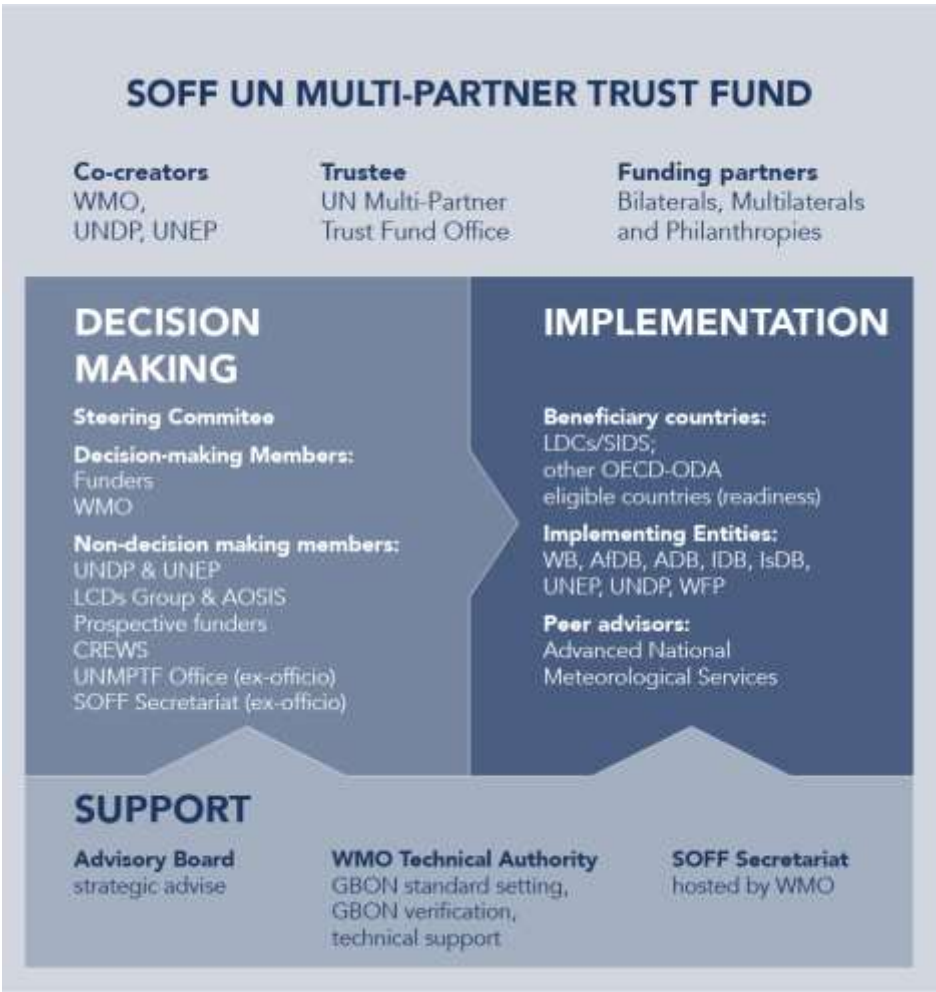 SOFF UN MULTI-PARTNER TRUST FUND
Co-creators
WMO,
UNDP, UNEP
Trustee
UN Multi-Partner
Trust Fund Office
Funding partners
Bilaterals, Multilaterals
and Philanthropies
DECISION
MAKING
Steering Commitee
Decision-making Members:
Funders
WMO
Non-decision making members:
UNDP & UNEP
LCDs Group & AOSIS
Prospective funders
CREWS
UNMPTF Office (ex-officio)
SOFF Secretariat (ex-officio)
IMPLEMENTATION
Beneficiary countries:
LDCs/SIDS;
other OECD-ODA
eligible countries (readiness)
Implementing Entities:
WB, AfDB, ADB, IDB, IsDB,
UNEP, UNDP, WFP
Peer advisors:
Advanced National
Meteorological Services
SUPPORT
Advisory Board
strategic advise
WMO Technical Authority
GBON standard setting,
GBON verification,
technical support
SOFF Secretariat
hosted by WMO